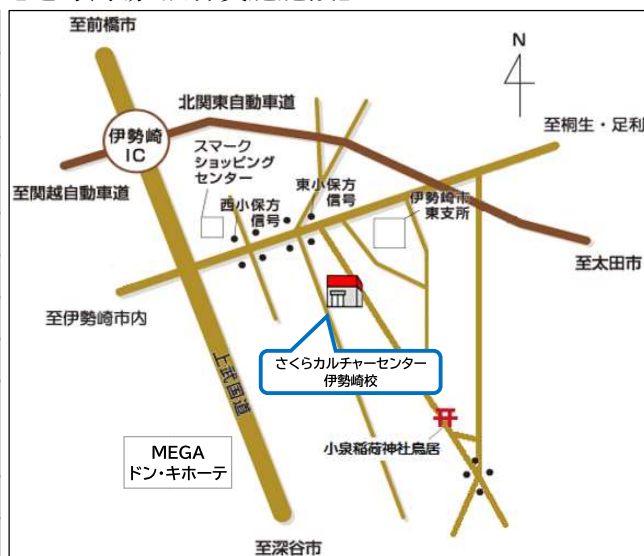 至前橋市
N
北関東自動車道
伊勢崎
IC
至桐生・足利
スマーク
ショッピング
センター
東小保方
信号
至関越自動車道
西小保方
信号
伊勢崎市
東支所
至太田市
至伊勢崎市内
さくらカルチャーセンター
伊勢崎校
上武国道
小泉稲荷神社鳥居
MEGA
ドン・キホーテ
至深谷市